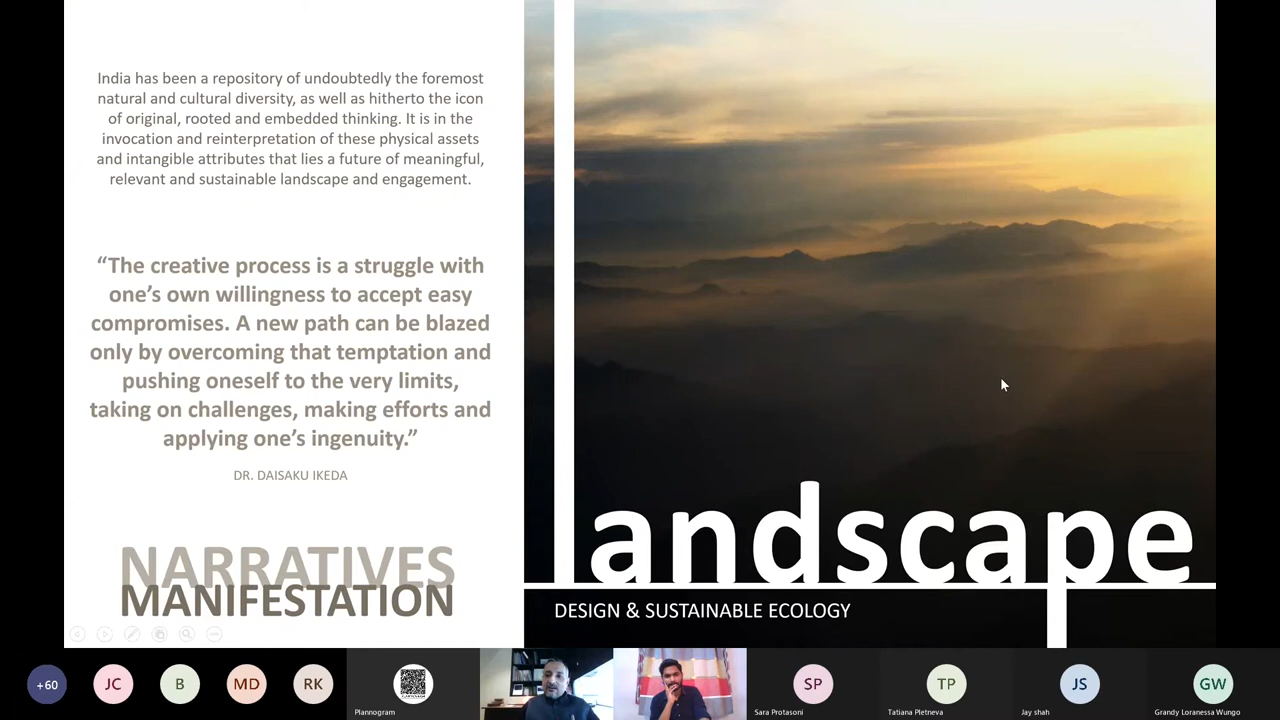 India has been a repository of undoubtedly the foremost
natural and cultural diversity, as well as hitherto the icon
of original, rooted and embedded thinking. It is in the
invocation and reinterpretation of these physical assets
and intangible attributes that lies a future of meaningful,
relevant and sustainable landscape and engagement.
“The creative process is a struggle with
one’s own willingness to accept easy
compromises. A new path can be blazed
only by overcoming that temptation and
pushing oneself to the very limits,
taking on challenges, making efforts and
applying one’s ingenuity.”
DR. DAISAKU IKEDA
NARRATIVES
MANIFESTATION
landscape
DESIGN & SUSTAINABLE ECOLOGY
+60
JC
B
MD
RK
Plannogram
SP
Sara Protasoni
TP
Tatiana Pletneva
JS
Jay shah
GW
Grandy Loranessa Wungo